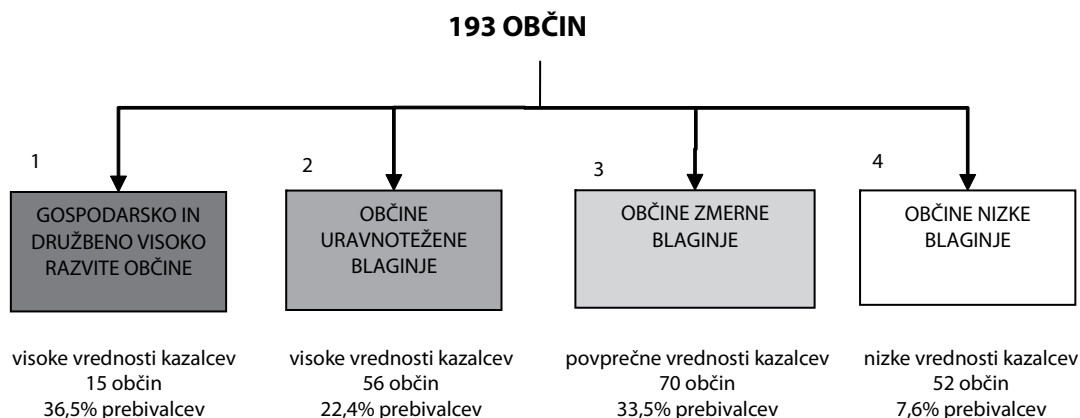 193 OBČIN
1
GOSPODARSKO IN
DRUŽBENO VISOKO
RAZVITE OBČINE
visoke vrednosti kazalcev
15 občin
36,5% prebivalcev
2
OBČINE
URAVNOTEŽENE
BLAGINJE
visoke vrednosti kazalcev
56 občin
22,4% prebivalcev
3
OBČINE ZMERNE
BLAGINJE
povprečne vrednosti kazalcev
70 občin
33,5% prebivalcev
4
OBČINE NIZKE
BLAGINJE
nizke vrednosti kazalcev
52 občin
7,6% prebivalcev